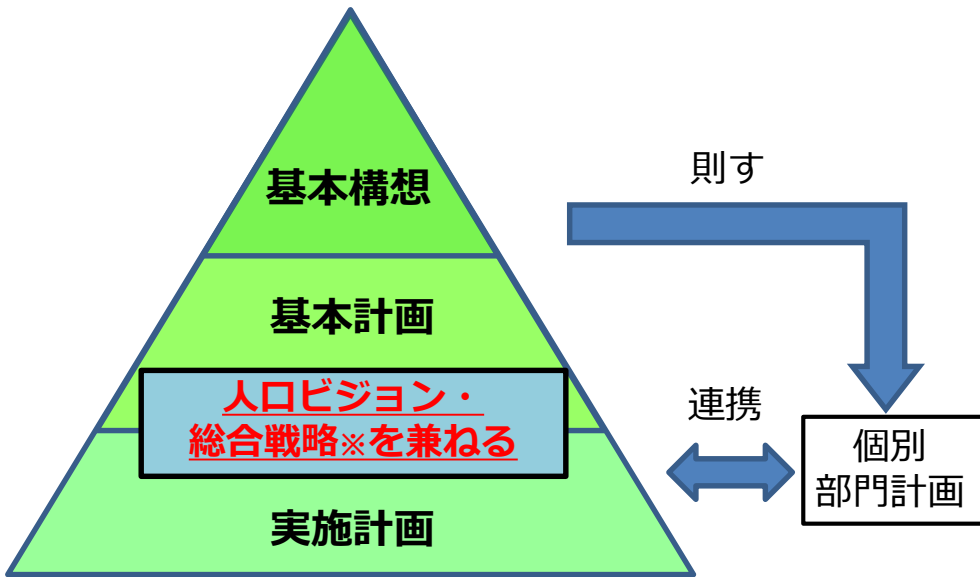 基本構想
則す
基本計画
人口ビジョン・
総合戦略※を兼ねる
連携
個別
部門計画
実施計画